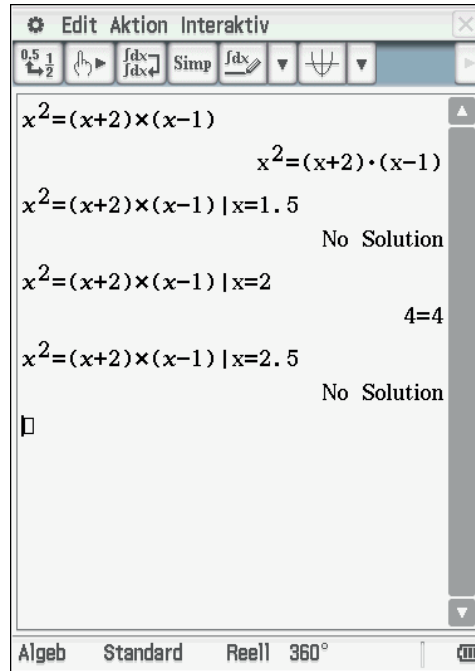 Edit Aktion Interaktiv
0.5 1/2 ∫dx ∫dx Simp ∫dx
x²=(x+2)×(x-1)
x²=(x+2)·(x-1)
x²=(x+2)×(x-1)|x=1.5
No Solution
x²=(x+2)×(x-1)|x=2
4=4
x²=(x+2)×(x-1)|x=2.5
No Solution
Algeb Standard Reell 360°